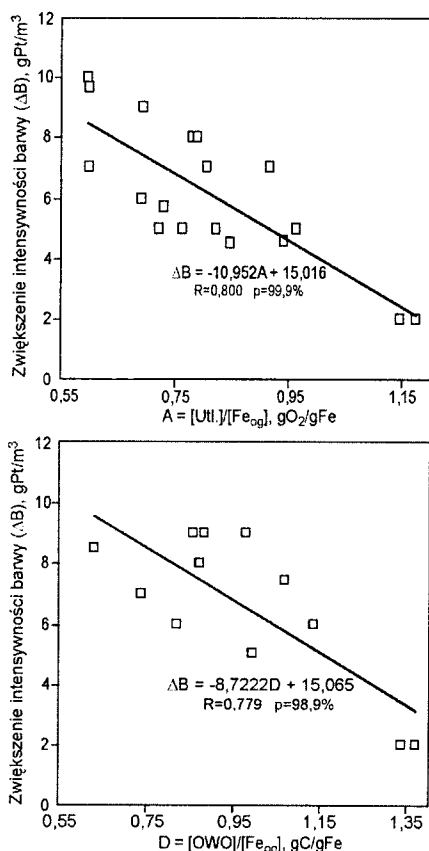 Zwiększenie intensywności barwy (ΔB), gPt/m³
12
10
8
6
4
2
0
ΔB = -10,952A + 15,016
R=0,800 p=99,9%
0,55 0,75 0,95 1,15
A = [Utl.]/[Fe_og], gO₂/gFe
Zwiększenie intensywności barwy (ΔB), gPt/m³
12
10
8
6
4
2
0
ΔB = -8,7222D + 15,065
R=0,779 p=98,9%
0,55 0,75 0,95 1,15 1,35
D = [OWO]/[Fe_og], gC/gFe